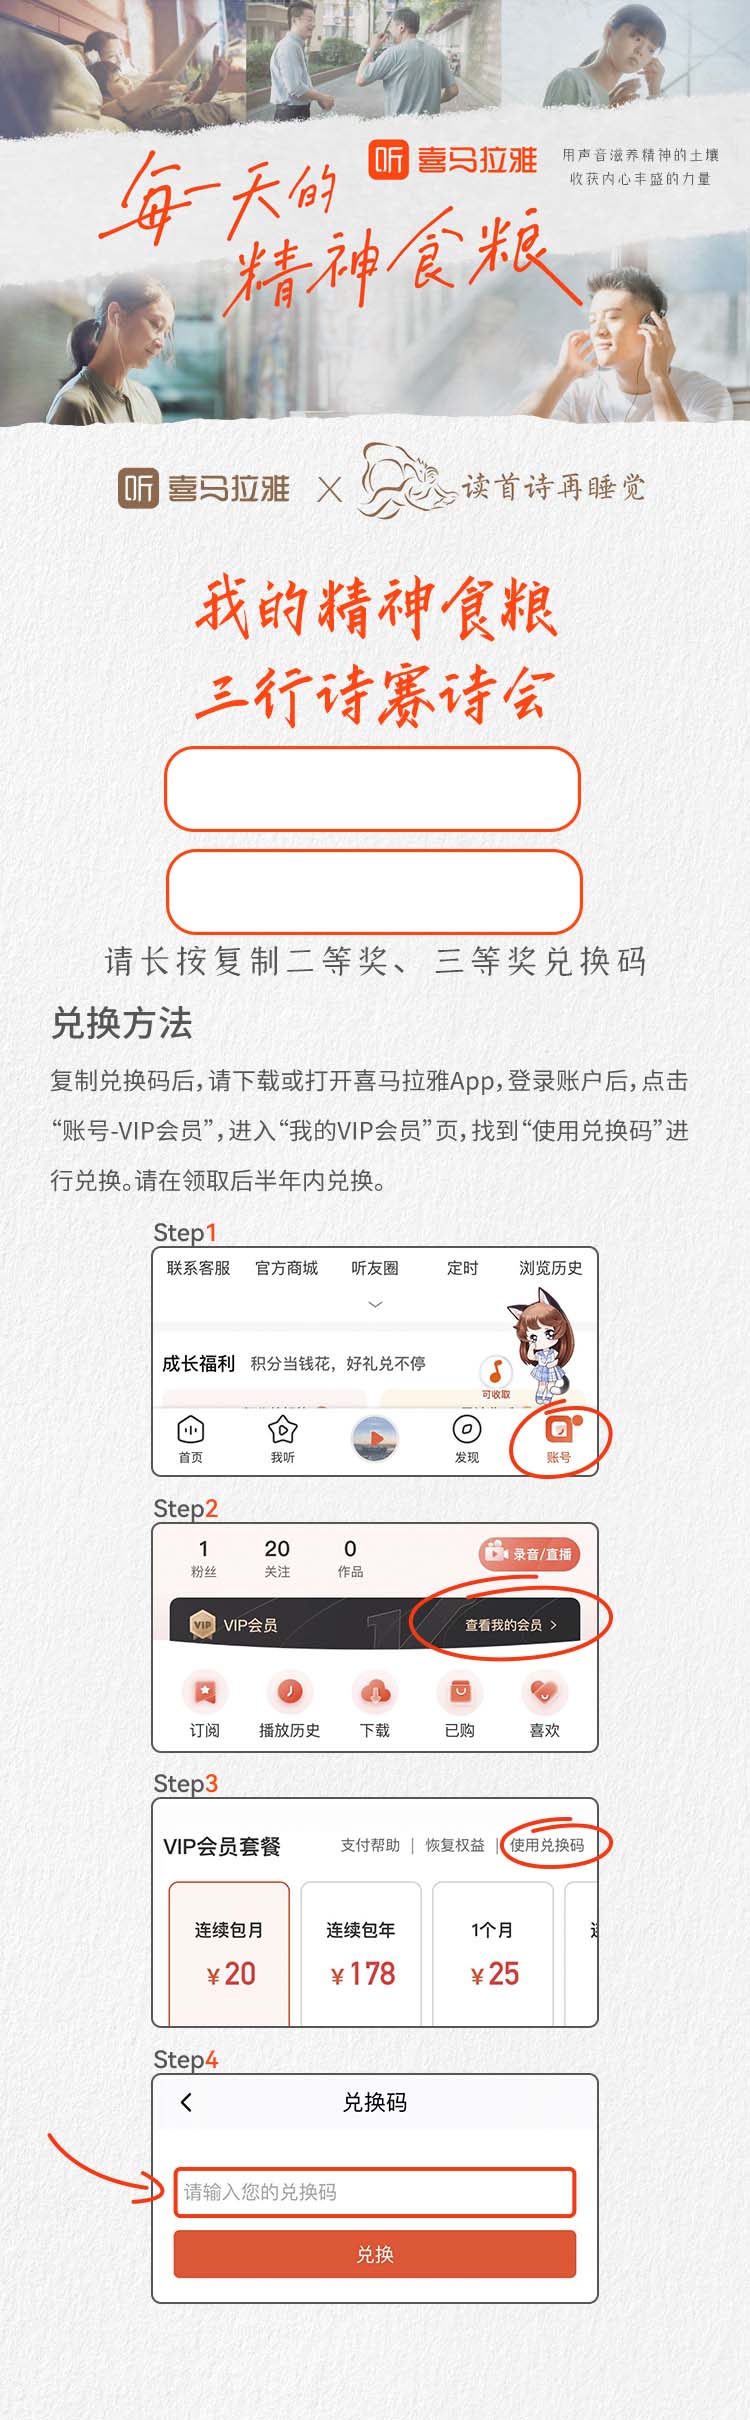 听 喜马拉雅
用声音滋养精神的土壤
收获内心丰盛的力量
每一天的
精神食粮
听 喜马拉雅 × 读首诗再睡觉
我的精神食粮
三行诗赛诗会
请长按复制二等奖、三等奖兑换码
兑换方法
复制兑换码后，请下载或打开喜马拉雅App，登录账户后，点击
“账号-VIP会员”，进入“我的VIP会员”页，找到“使用兑换码”进
行兑换。请在领取后半年内兑换。
Step1
联系客服 官方商城 听友圈 定时 浏览历史
成长福利 积分当钱花，好礼兑不停
可收取
首页 我听 发现 账号
Step2
1 20 0
粉丝 关注 作品
录音/直播
VIP VIP会员 查看我的会员 >
订阅 播放历史 下载 已购 喜欢
Step3
VIP会员套餐 支付帮助 | 恢复权益 | 使用兑换码
连续包月 连续包年 1个月
¥20 ¥178 ¥25
Step4
兑换码
请输入您的兑换码
兑换